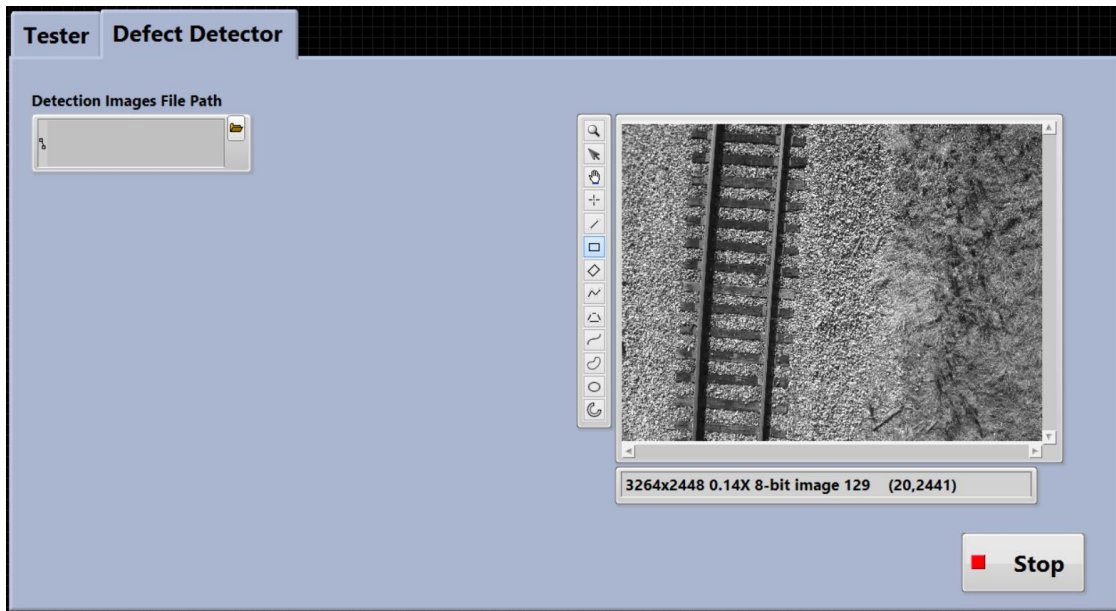 Tester
Defect Detector
Detection Images File Path
3264x2448 0.14X 8-bit image 129 (20,2441)
Stop